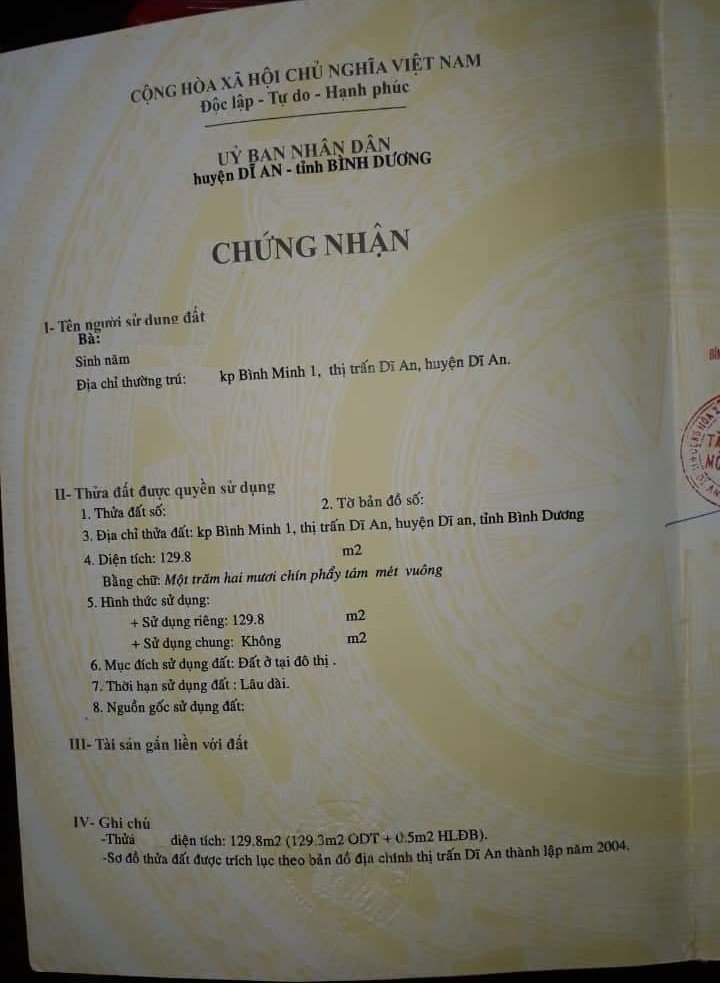 CỘNG HÒA XÃ HỘI CHỦ NGHĨA VIỆT NAM
Độc lập - Tự do - Hạnh phúc
UỶ BAN NHÂN DÂN
huyện DĨ AN - tỉnh BÌNH DƯƠNG
CHỨNG NHẬN
I- Tên người sử dung đất
Bà:
Sinh năm
Địa chỉ thường trú: kp Bình Minh 1, thị trấn Dĩ An, huyện Dĩ An.
II- Thửa đất được quyền sử dụng
1. Thửa đất số: 2. Tờ bản đồ số:
3. Địa chỉ thửa đất: kp Bình Minh 1, thị trấn Dĩ An, huyện Dĩ an, tỉnh Bình Dương
4. Diện tích: 129.8 m2
Bằng chữ: Một trăm hai mươi chín phẩy tám mét vuông
5. Hình thức sử dụng:
+ Sử dụng riêng: 129.8 m2
+ Sử dụng chung: Không m2
6. Mục đích sử dụng đất: Đất ở tại đô thị .
7. Thời hạn sử dụng đất : Lâu dài.
8. Nguồn gốc sử dụng đất:
III- Tài sản gắn liền với đất
IV- Ghi chú
-Thửa diện tích: 129.8m2 (129.3m2 ODT + 0.5m2 HLĐB).
-Sơ đồ thửa đất được trích lục theo bản đồ địa chính thị trấn Dĩ An thành lập năm 2004.